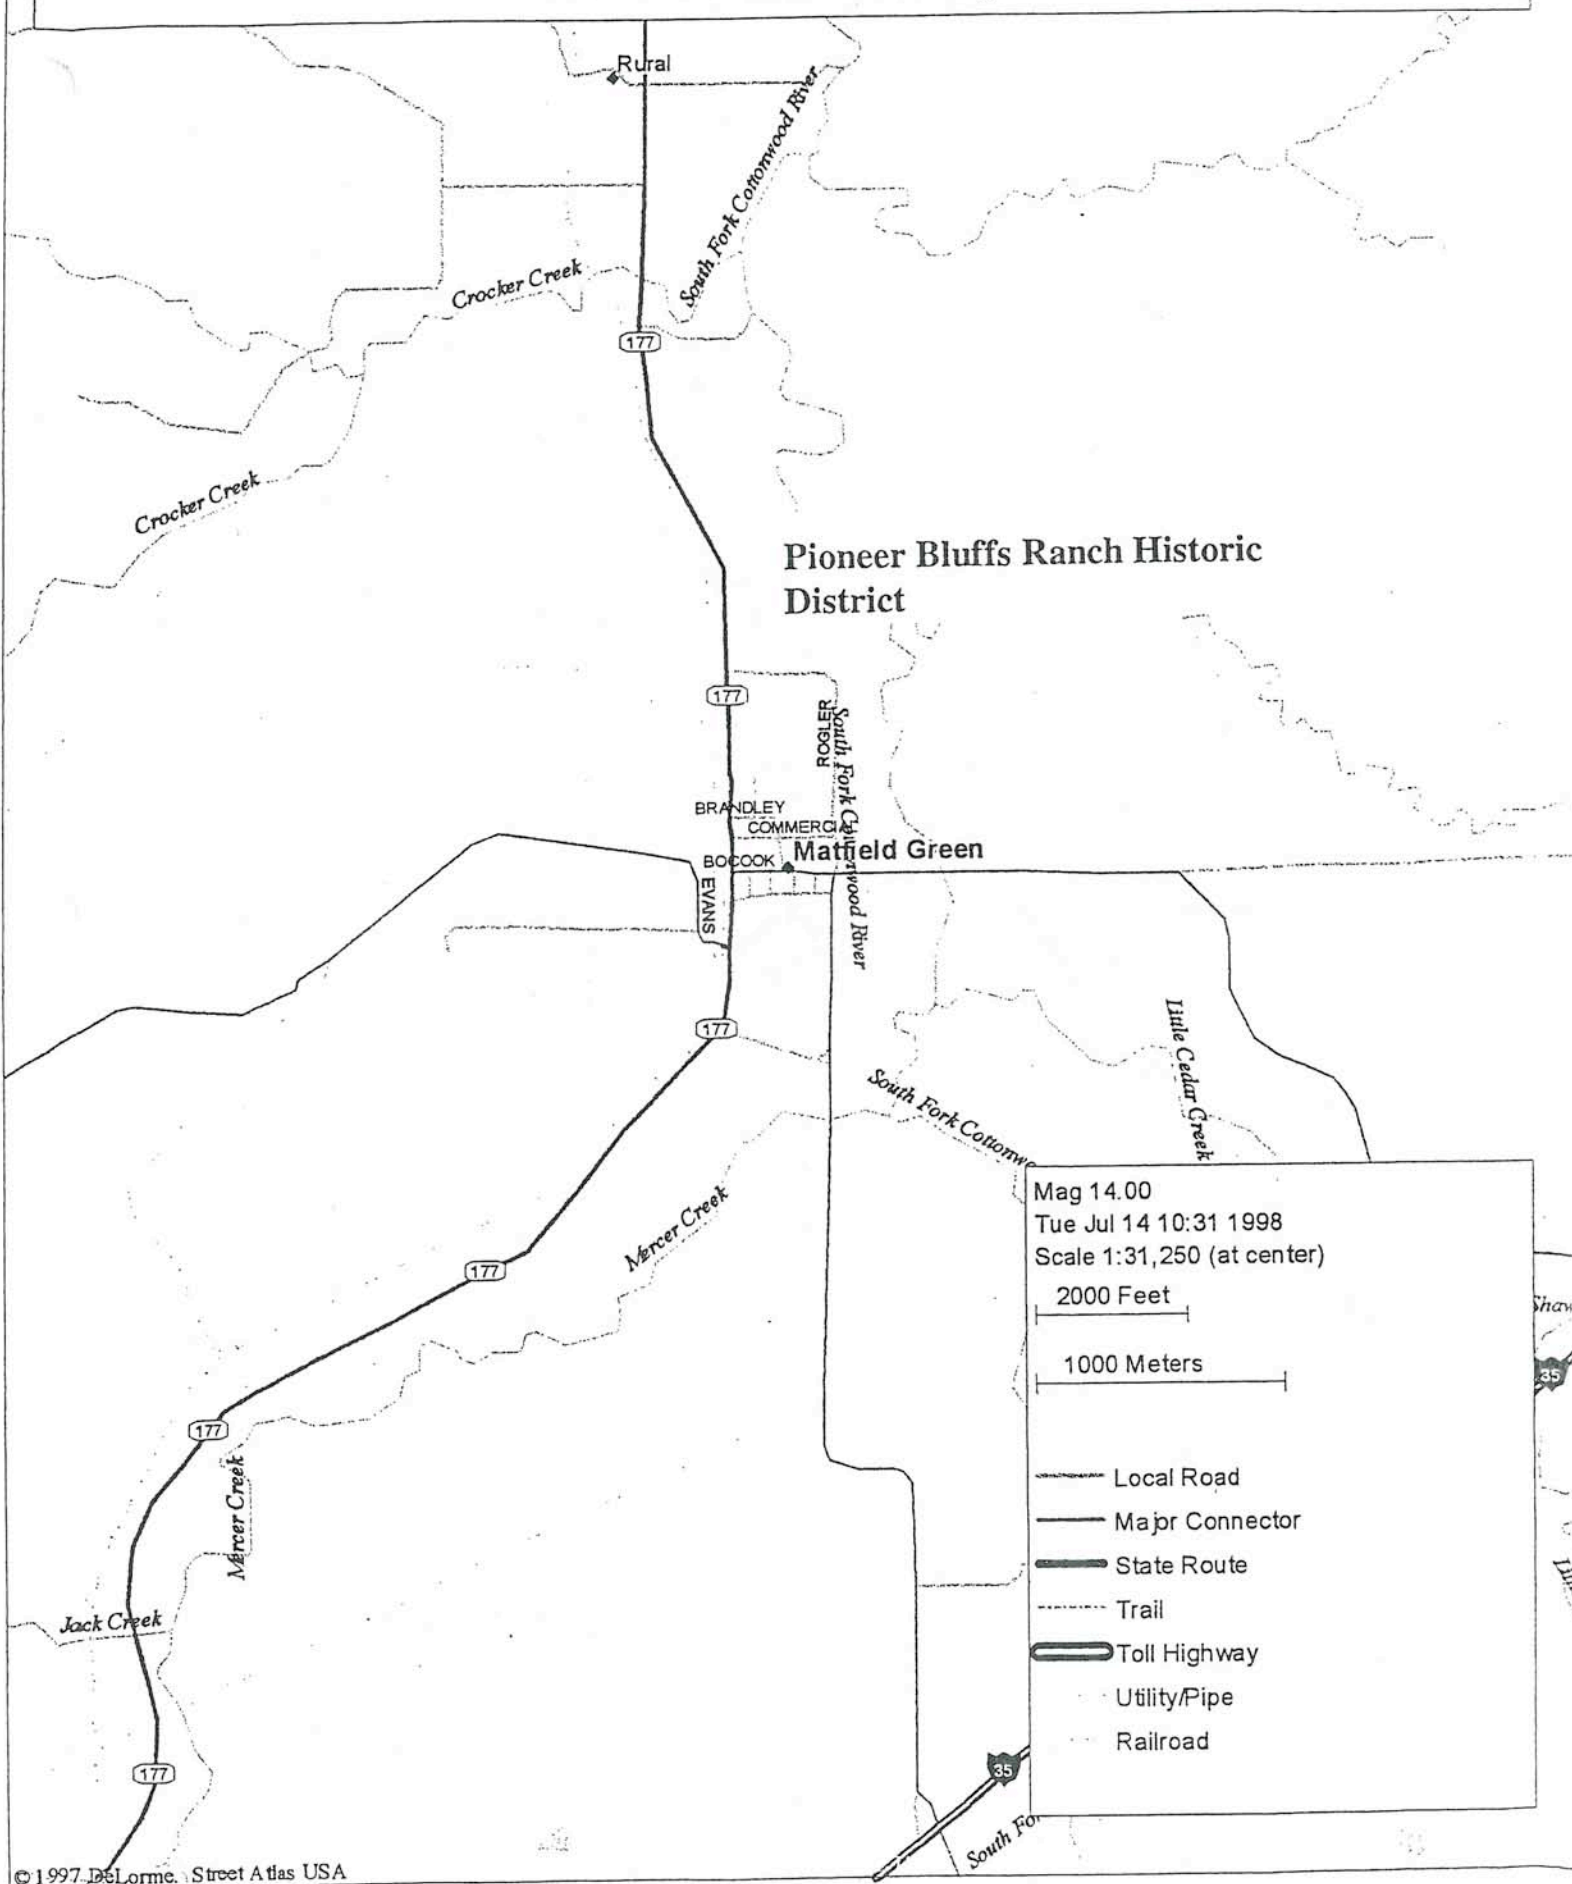 Rural
South Fork Cottonwood River
Crocker Creek
177
Crocker Creek
Pioneer Bluffs Ranch Historic
District
177
ROGLER
South Fork Cottonwood River
BRANDLEY
COMMERCIAL
Matfield Green
BOCOOK
EVANS
177
Little Cedar Creek
South Fork Cottonwo
Mercer Creek
177
Mag 14.00
Tue Jul 14 10:31 1998
Scale 1:31,250 (at center)
2000 Feet
1000 Meters
Shaw
35
177
Mercer Creek
Local Road
Major Connector
State Route
Trail
Toll Highway
Utility/Pipe
Railroad
Jack Creek
177
35
South For
© 1997 DeLorme. Street Atlas USA